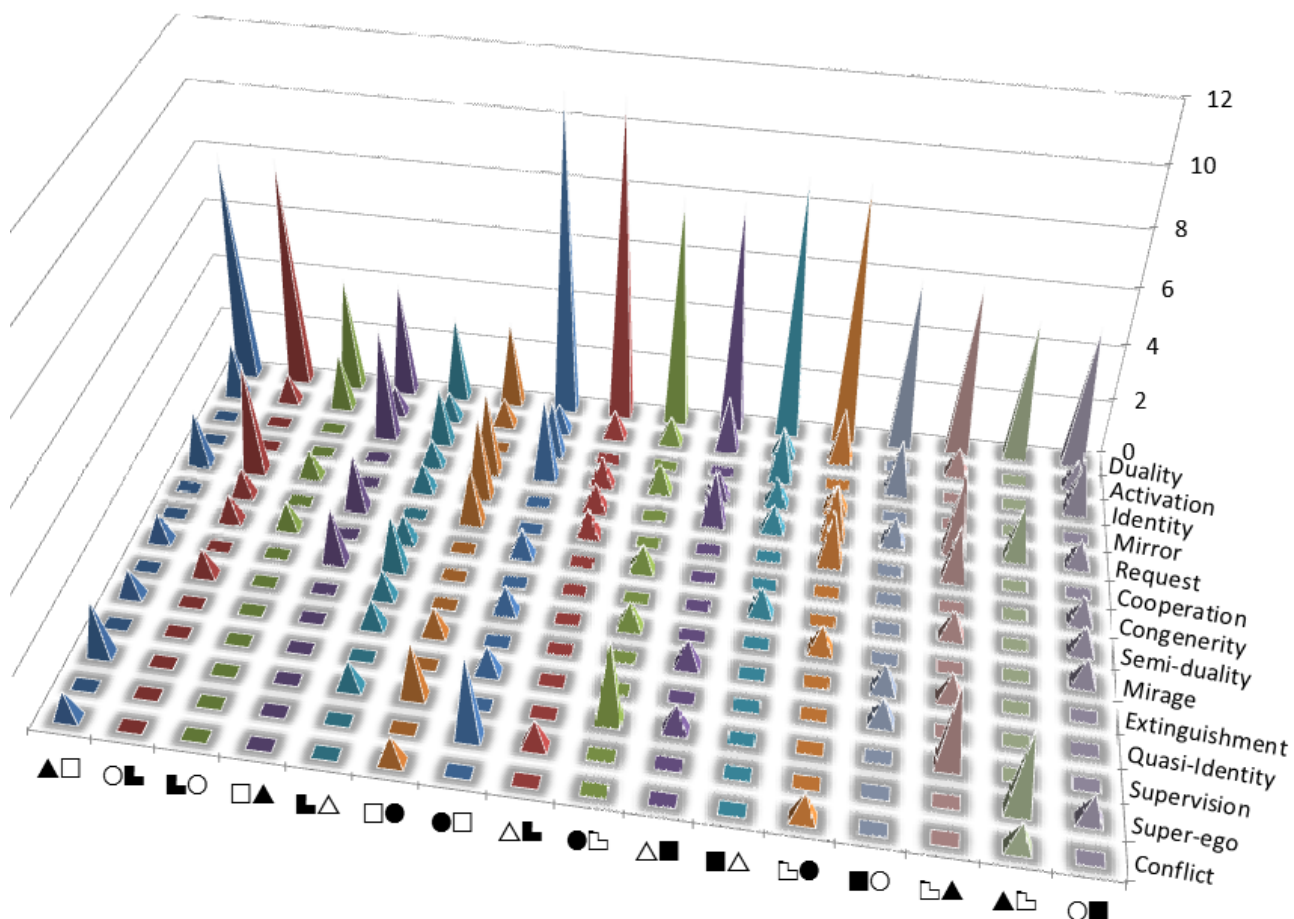 12
10
8
6
4
2
0
Duality
Activation
Identity
Mirror
Request
Cooperation
Congenerity
Semi-duality
Mirage
Extinguishment
Quasi-Identity
Supervision
Super-ego
Conflict